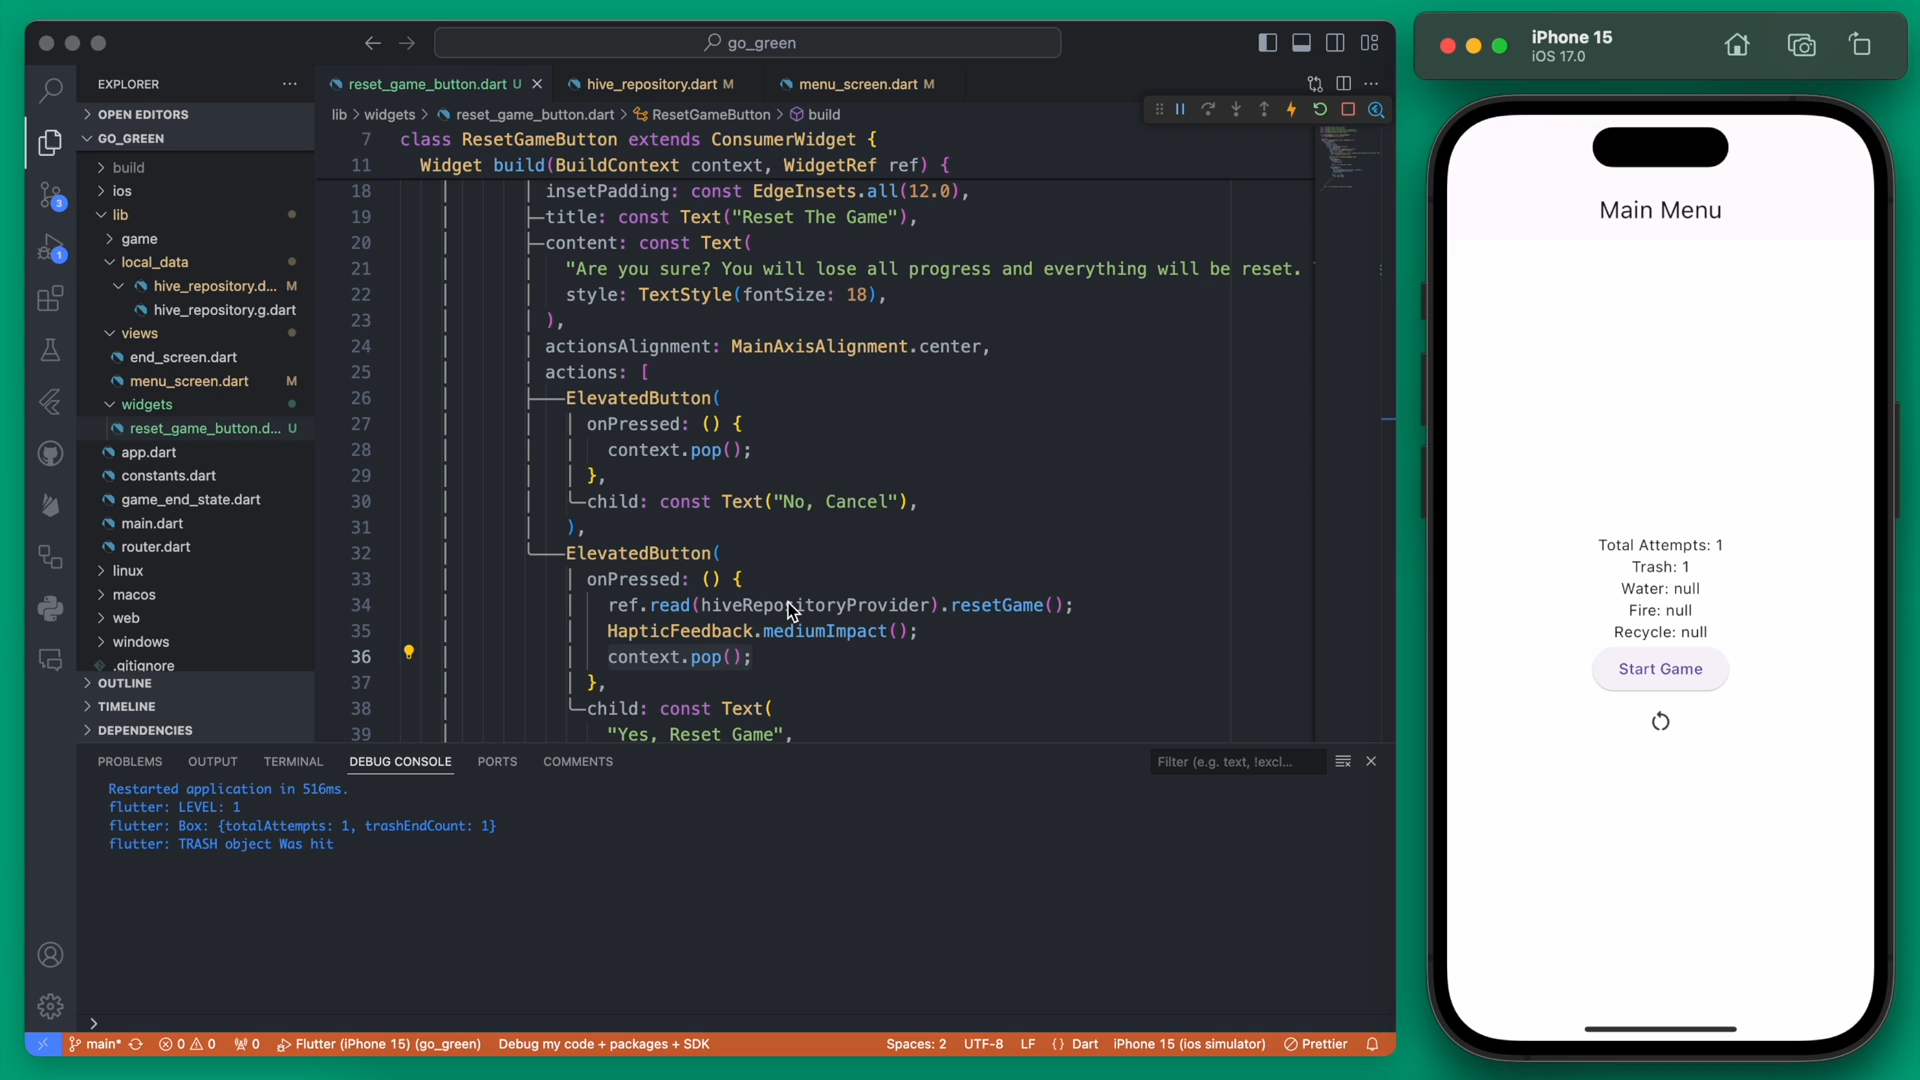 go_green
EXPLORER
OPEN EDITORS
GO_GREEN
build
ios
lib
game
local_data
hive_repository.d... M
hive_repository.g.dart
views
end_screen.dart
menu_screen.dart M
widgets
reset_game_button.d... U
app.dart
constants.dart
game_end_state.dart
main.dart
router.dart
linux
macos
web
windows
.gitignore
OUTLINE
TIMELINE
DEPENDENCIES
3
1
reset_game_button.dart U
hive_repository.dart M
menu_screen.dart M
lib > widgets > reset_game_button.dart > ResetGameButton > build
7 class ResetGameButton extends ConsumerWidget {
11 Widget build(BuildContext context, WidgetRef ref) {
18 insetPadding: const EdgeInsets.all(12.0),
19 title: const Text("Reset The Game"),
20 content: const Text(
21 "Are you sure? You will lose all progress and everything will be reset.
22 style: TextStyle(fontSize: 18),
23 ),
24 actionsAlignment: MainAxisAlignment.center,
25 actions: [
26 ElevatedButton(
27 onPressed: () {
28 context.pop();
29 },
30 child: const Text("No, Cancel"),
31 ),
32 ElevatedButton(
33 onPressed: () {
34 ref.read(hiveRepositoryProvider).resetGame();
35 HapticFeedback.mediumImpact();
36 context.pop();
37 },
38 child: const Text(
39 "Yes, Reset Game",
PROBLEMS OUTPUT TERMINAL DEBUG CONSOLE PORTS COMMENTS
Filter (e.g. text, !excl...
Restarted application in 516ms.
flutter: LEVEL: 1
flutter: Box: {totalAttempts: 1, trashEndCount: 1}
flutter: TRASH object Was hit
main* 0 0 0 Flutter (iPhone 15) (go_green) Debug my code + packages + SDK
Spaces: 2 UTF-8 LF {} Dart iPhone 15 (ios simulator) Prettier
iPhone 15
iOS 17.0
Main Menu
Total Attempts: 1
Trash: 1
Water: null
Fire: null
Recycle: null
Start Game